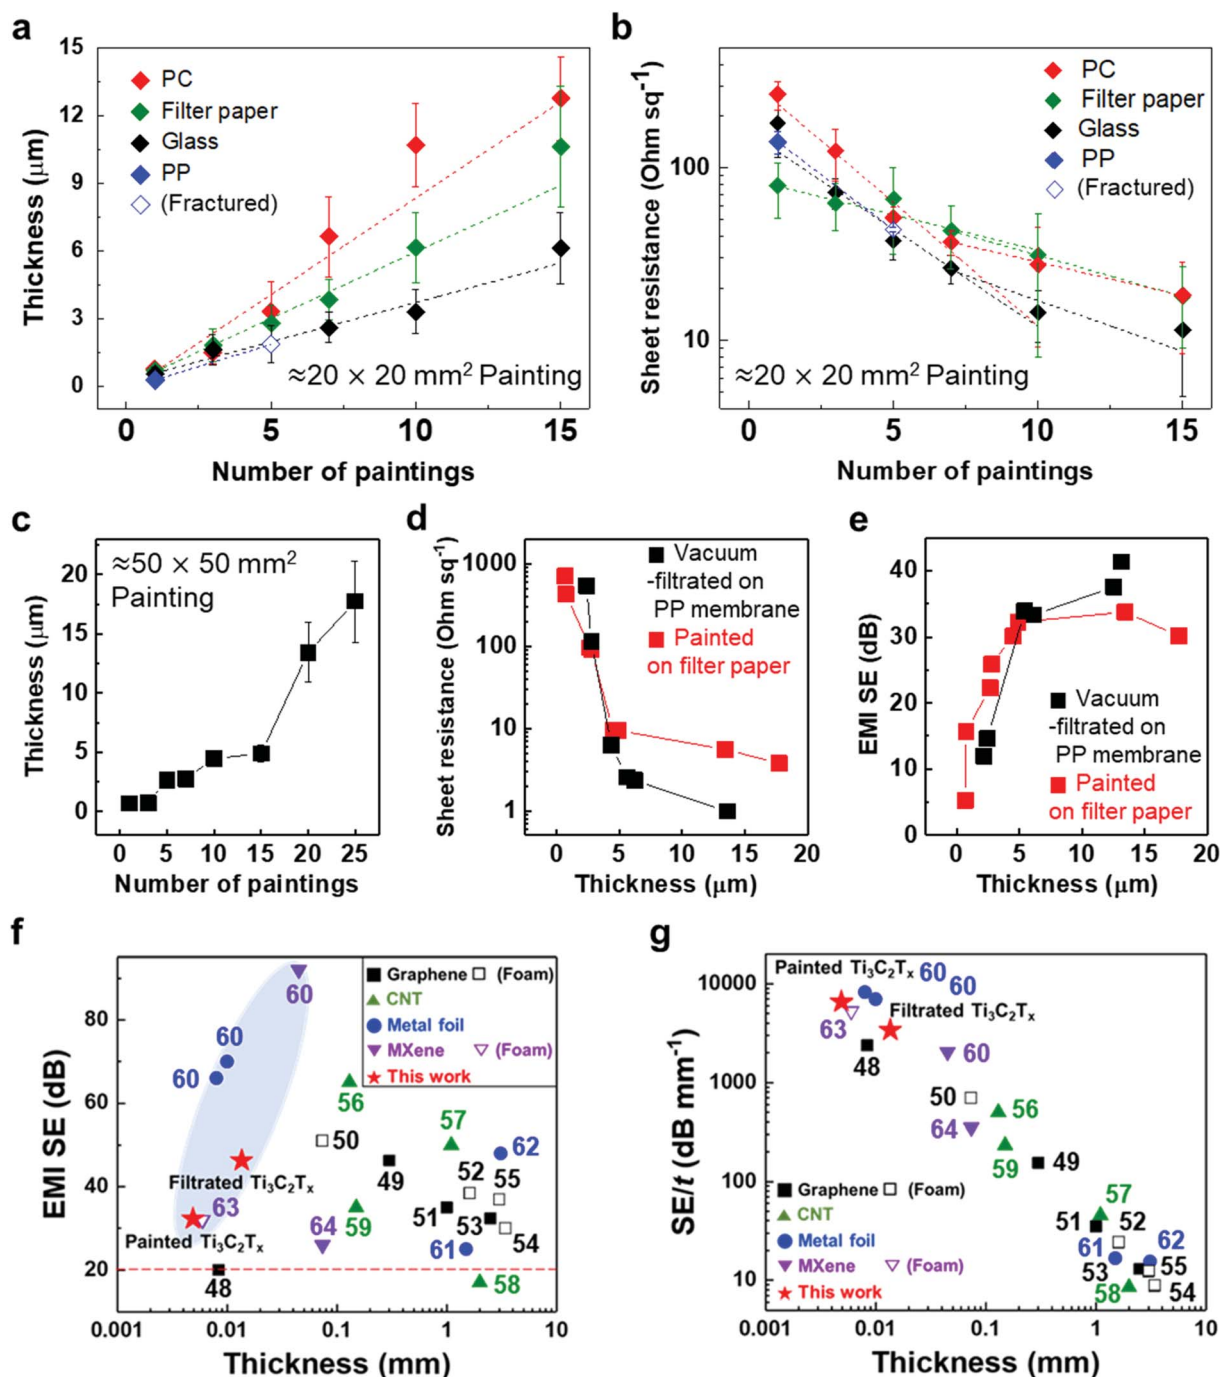 a
15
12
9
6
3
0
Thickness (μm)
PC
Filter paper
Glass
PP
(Fractured)
≈20 × 20 mm² Painting
0 5 10 15
Number of paintings
b
Sheet resistance (Ohm sq⁻¹)
100
10
PC
Filter paper
Glass
PP
(Fractured)
≈20 × 20 mm² Painting
0 5 10 15
Number of paintings
c
Thickness (μm)
20
15
10
5
0
≈50 × 50 mm²
Painting
0 5 10 15 20 25
Number of paintings
d
Sheet resistance (Ohm sq⁻¹)
1000
100
10
1
Vacuum
-filtrated on
PP membrane
Painted
on filter paper
0 5 10 15 20
Thickness (μm)
e
EMI SE (dB)
40
30
20
10
0
Vacuum
-filtrated on
PP membrane
Painted
on filter paper
0 5 10 15 20
Thickness (μm)
f
EMI SE (dB)
80
60
40
20
Graphene (Foam)
CNT
Metal foil
MXene (Foam)
This work
60
60
60
56
50
57
62
49
52
55
Filtrated Ti₃C₂Tₓ
63
59
51
53
54
Painted Ti₃C₂Tₓ
64
61
48
58
0.001 0.01 0.1 1 10
Thickness (mm)
g
SE/t (dB mm⁻¹)
10000
1000
100
10
Painted Ti₃C₂Tₓ 60
60
63
Filtrated Ti₃C₂Tₓ
48
60
50
56
64
59
49
57
51
52
61
62
53
55
58
54
Graphene (Foam)
CNT
Metal foil
MXene (Foam)
This work
0.001 0.01 0.1 1 10
Thickness (mm)